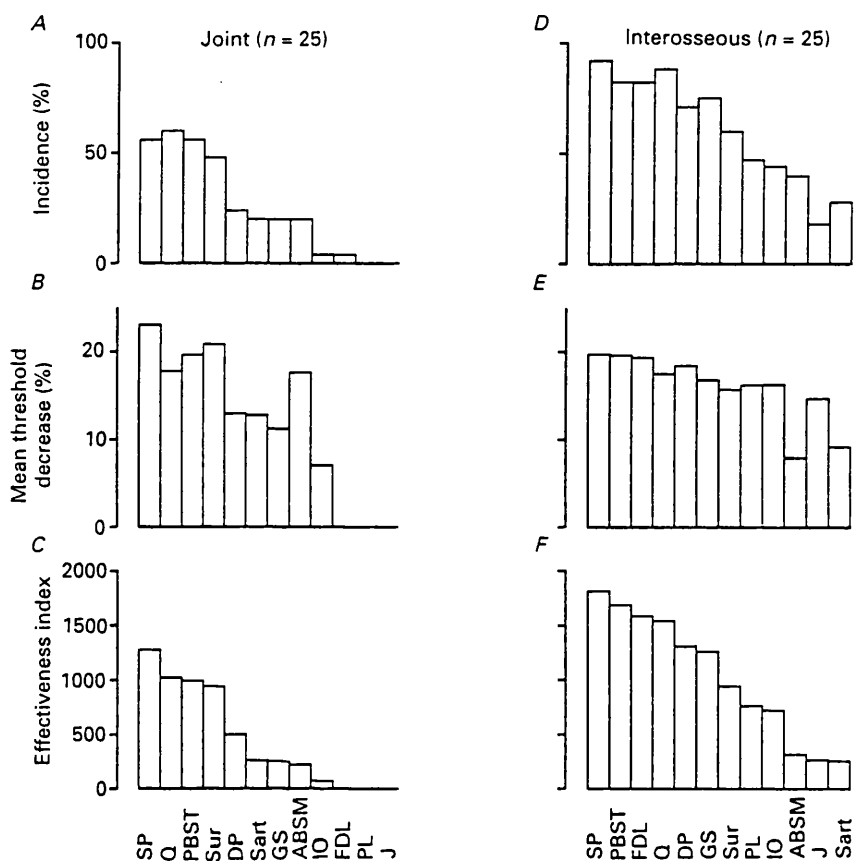 A
Joint (n = 25)
100
50
0
Incidence (%)
B
20
10
0
Mean threshold
decrease (%)
C
2000
1500
1000
500
0
Effectiveness index
SP
Q
PBST
Sur
DP
Sart
GS
ABSM
IO
FDL
PL
J
D
Interosseous (n = 25)
E
F
SP
PBST
FDL
Q
DP
GS
Sur
PL
IO
ABSM
J
Sart